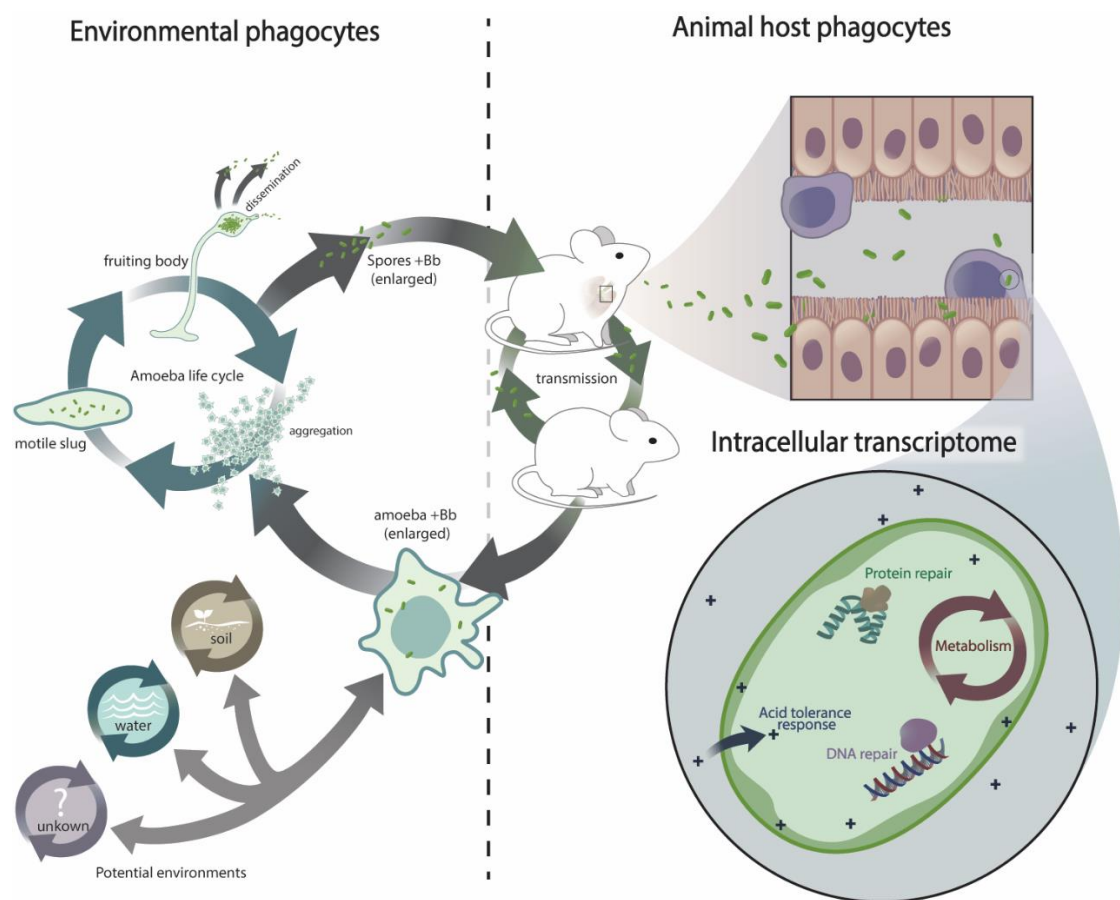 Environmental phagocytes
Animal host phagocytes
dissemination
fruiting body
Spores +Bb
(enlarged)
Amoeba life cycle
transmission
motile slug
aggregation
Intracellular transcriptome
amoeba +Bb
(enlarged)
Protein repair
soil
Metabolism
water
Acid tolerance
response
DNA repair
?
unkown
Potential environments